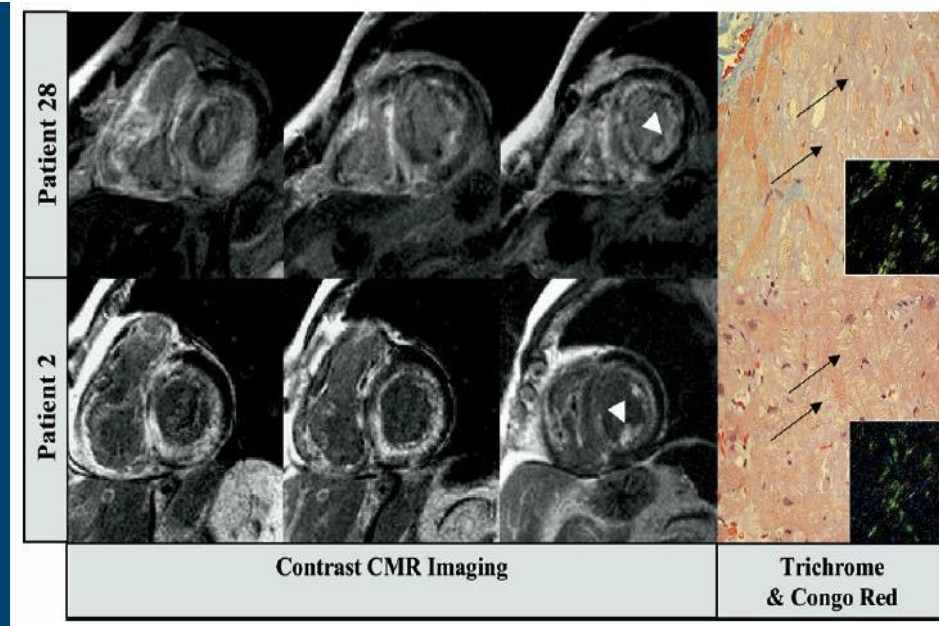 Patient 28
Patient 2
Contrast CMR Imaging
Trichrome
& Congo Red